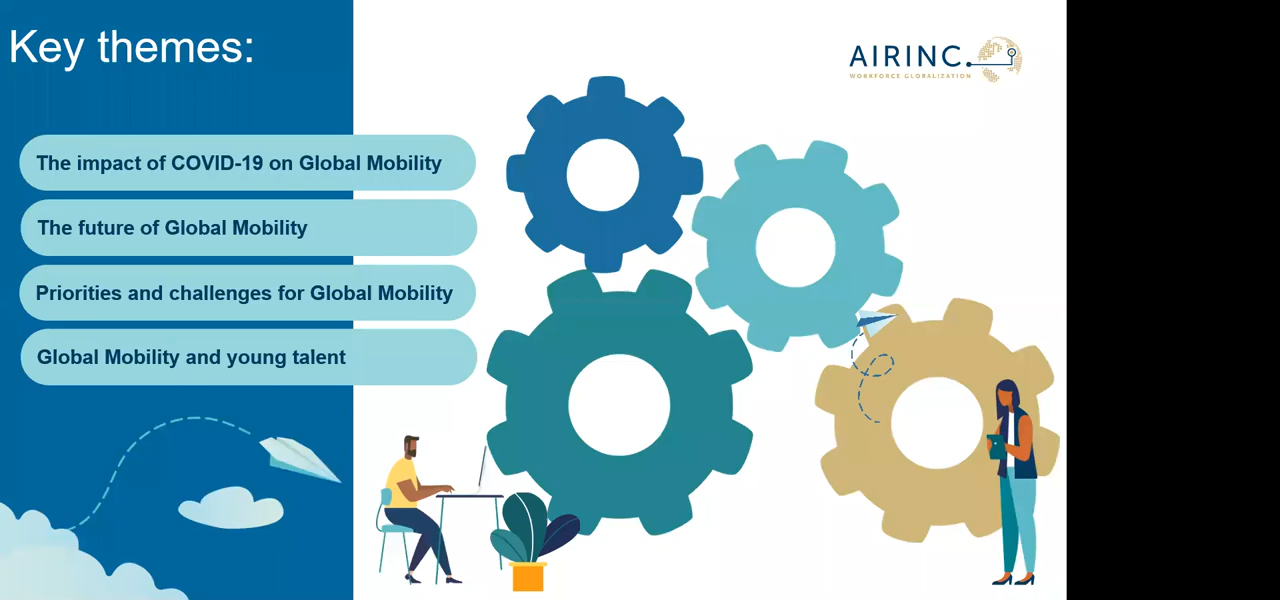 Key themes:
AIRINC.
WORKFORCE GLOBALIZATION
The impact of COVID-19 on Global Mobility
The future of Global Mobility
Priorities and challenges for Global Mobility
Global Mobility and young talent